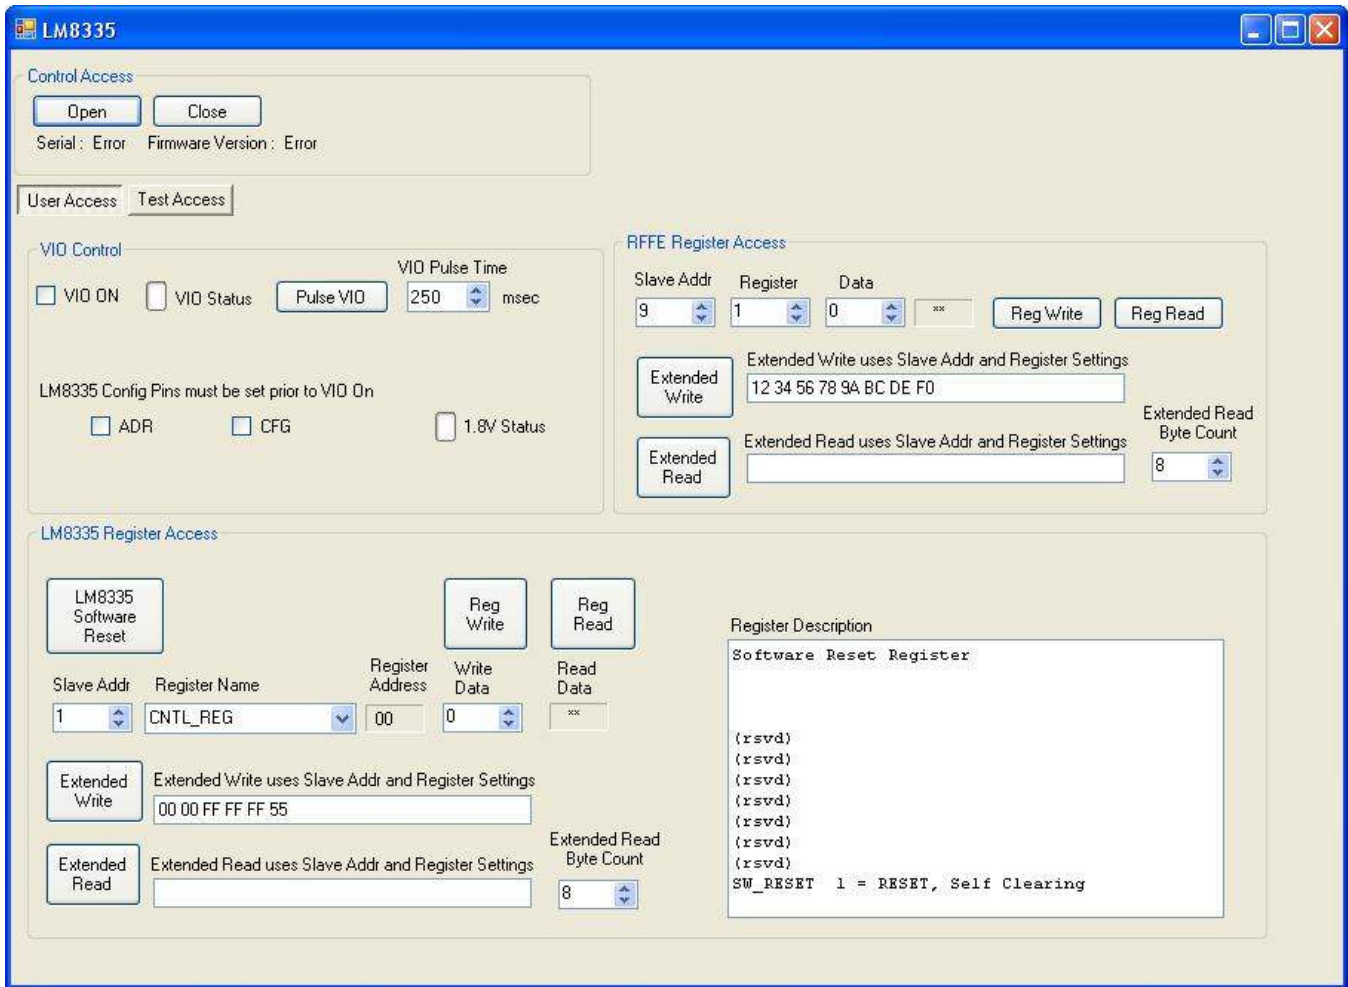 LM8335
Control Access
Open Close
Serial : Error Firmware Version : Error
User Access Test Access
VIO Control
VIO Pulse Time
VIO ON VIO Status Pulse VIO 250 msec
LM8335 Config Pins must be set prior to VIO On
ADR CFG 1.8V Status
RFFE Register Access
Slave Addr Register Data
9 1 0 ** Reg Write Reg Read
Extended Write uses Slave Addr and Register Settings
Extended
Write
12 34 56 78 9A BC DE F0
Extended Read
Byte Count
Extended Read uses Slave Addr and Register Settings
Extended
Read
8
LM8335 Register Access
LM8335
Software
Reset
Reg
Write
Reg
Read
Slave Addr Register Name
Register
Address
Write
Data
Read
Data
1 CNTL_REG 00 0 **
Extended
Write
Extended Write uses Slave Addr and Register Settings
00 00 FF FF FF 55
Extended
Read
Extended Read uses Slave Addr and Register Settings
Extended Read
Byte Count
8
Register Description
Software Reset Register
(rsvd)
(rsvd)
(rsvd)
(rsvd)
(rsvd)
(rsvd)
(rsvd)
SW_RESET 1 = RESET, Self Clearing